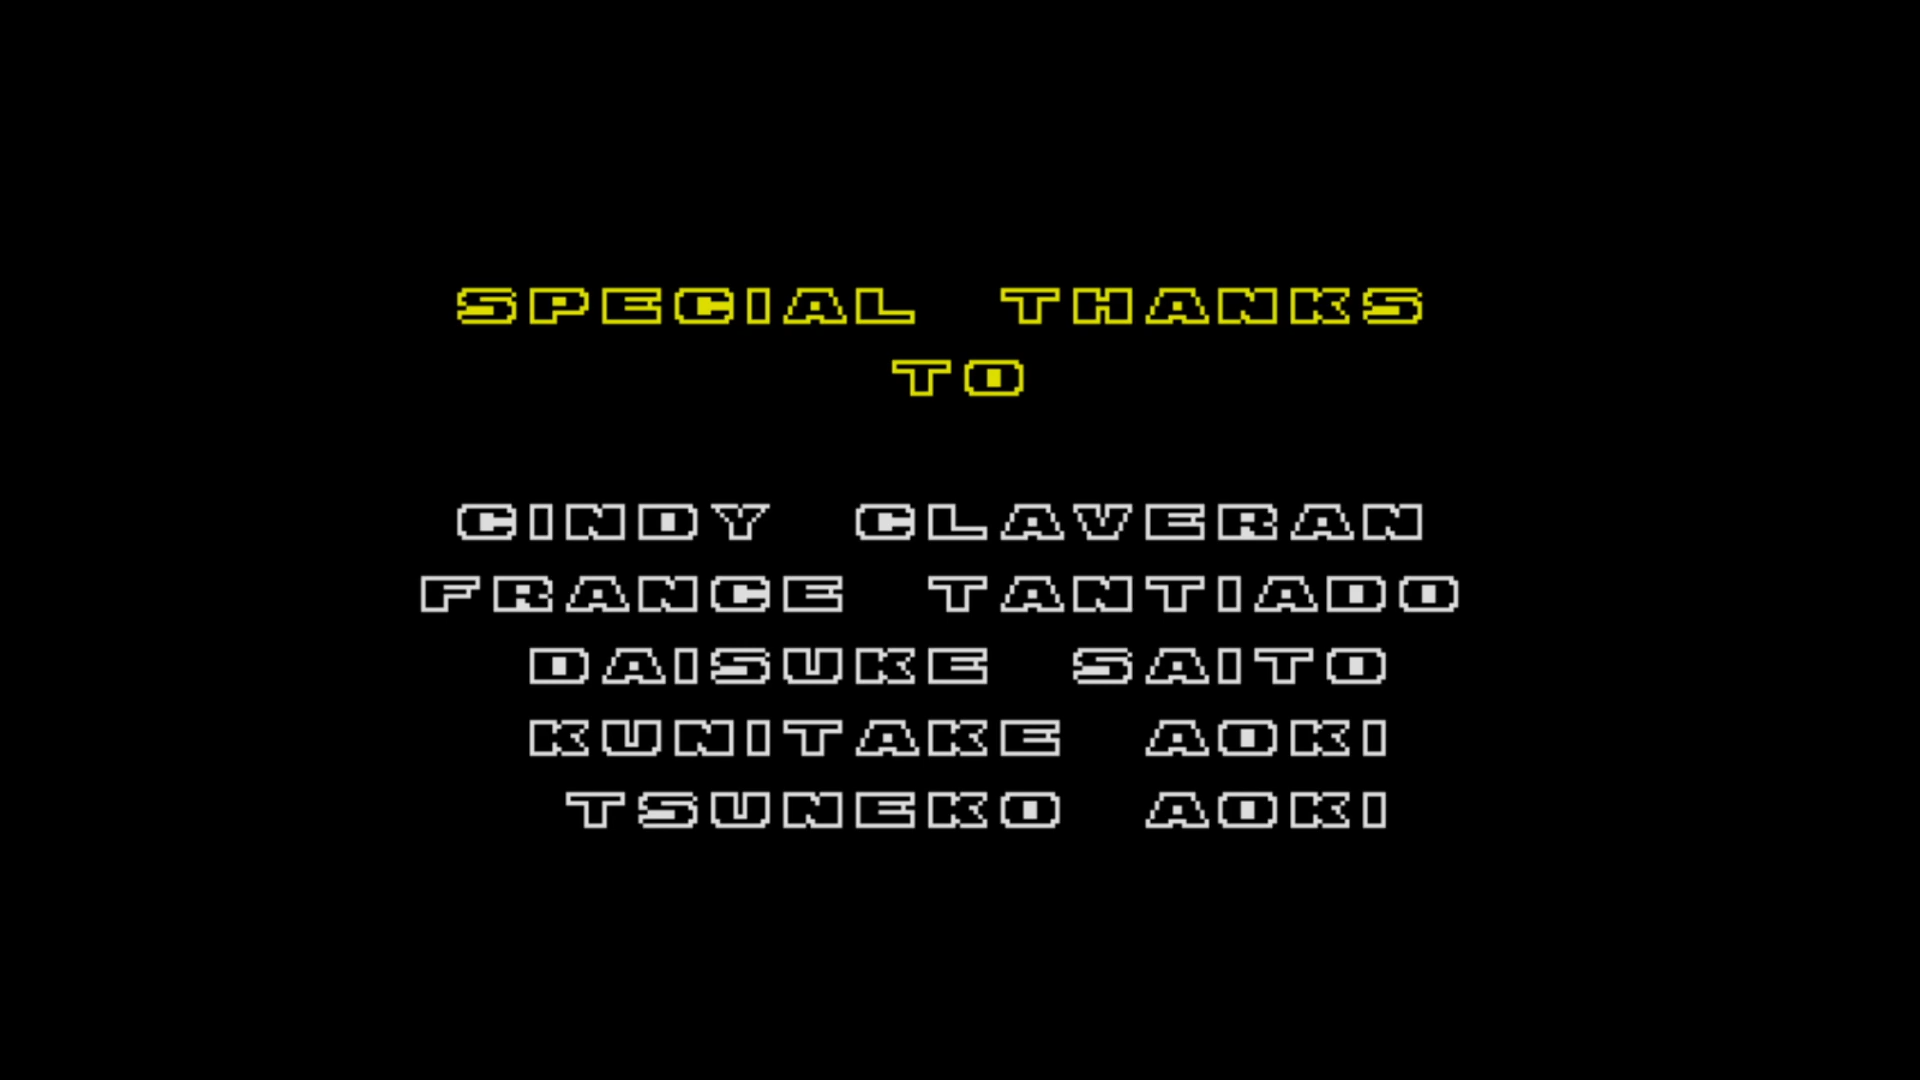 SPECIAL THANKS
TO
CINDY CLAVERAN
FRANCE TANTIADO
DAISUKE SAITO
KUNITAKE AOKI
TSUNEKO AOKI